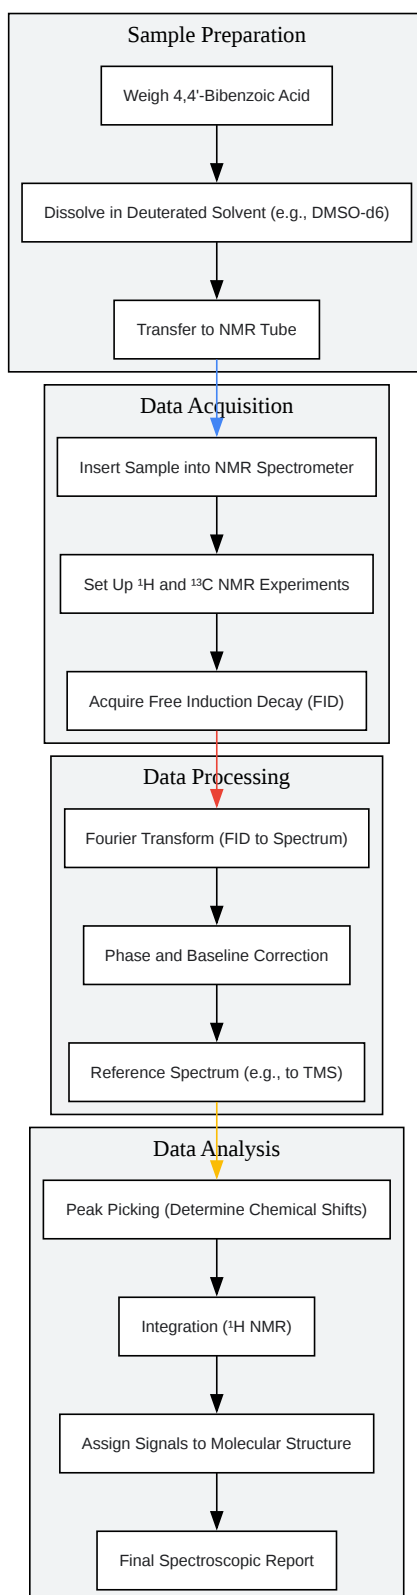 Sample Preparation
Weigh 4,4'-Bibenzoic Acid
Dissolve in Deuterated Solvent (e.g., DMSO-d6)
Transfer to NMR Tube
Data Acquisition
Insert Sample into NMR Spectrometer
Set Up ¹H and ¹³C NMR Experiments
Acquire Free Induction Decay (FID)
Data Processing
Fourier Transform (FID to Spectrum)
Phase and Baseline Correction
Reference Spectrum (e.g., to TMS)
Data Analysis
Peak Picking (Determine Chemical Shifts)
Integration (¹H NMR)
Assign Signals to Molecular Structure
Final Spectroscopic Report